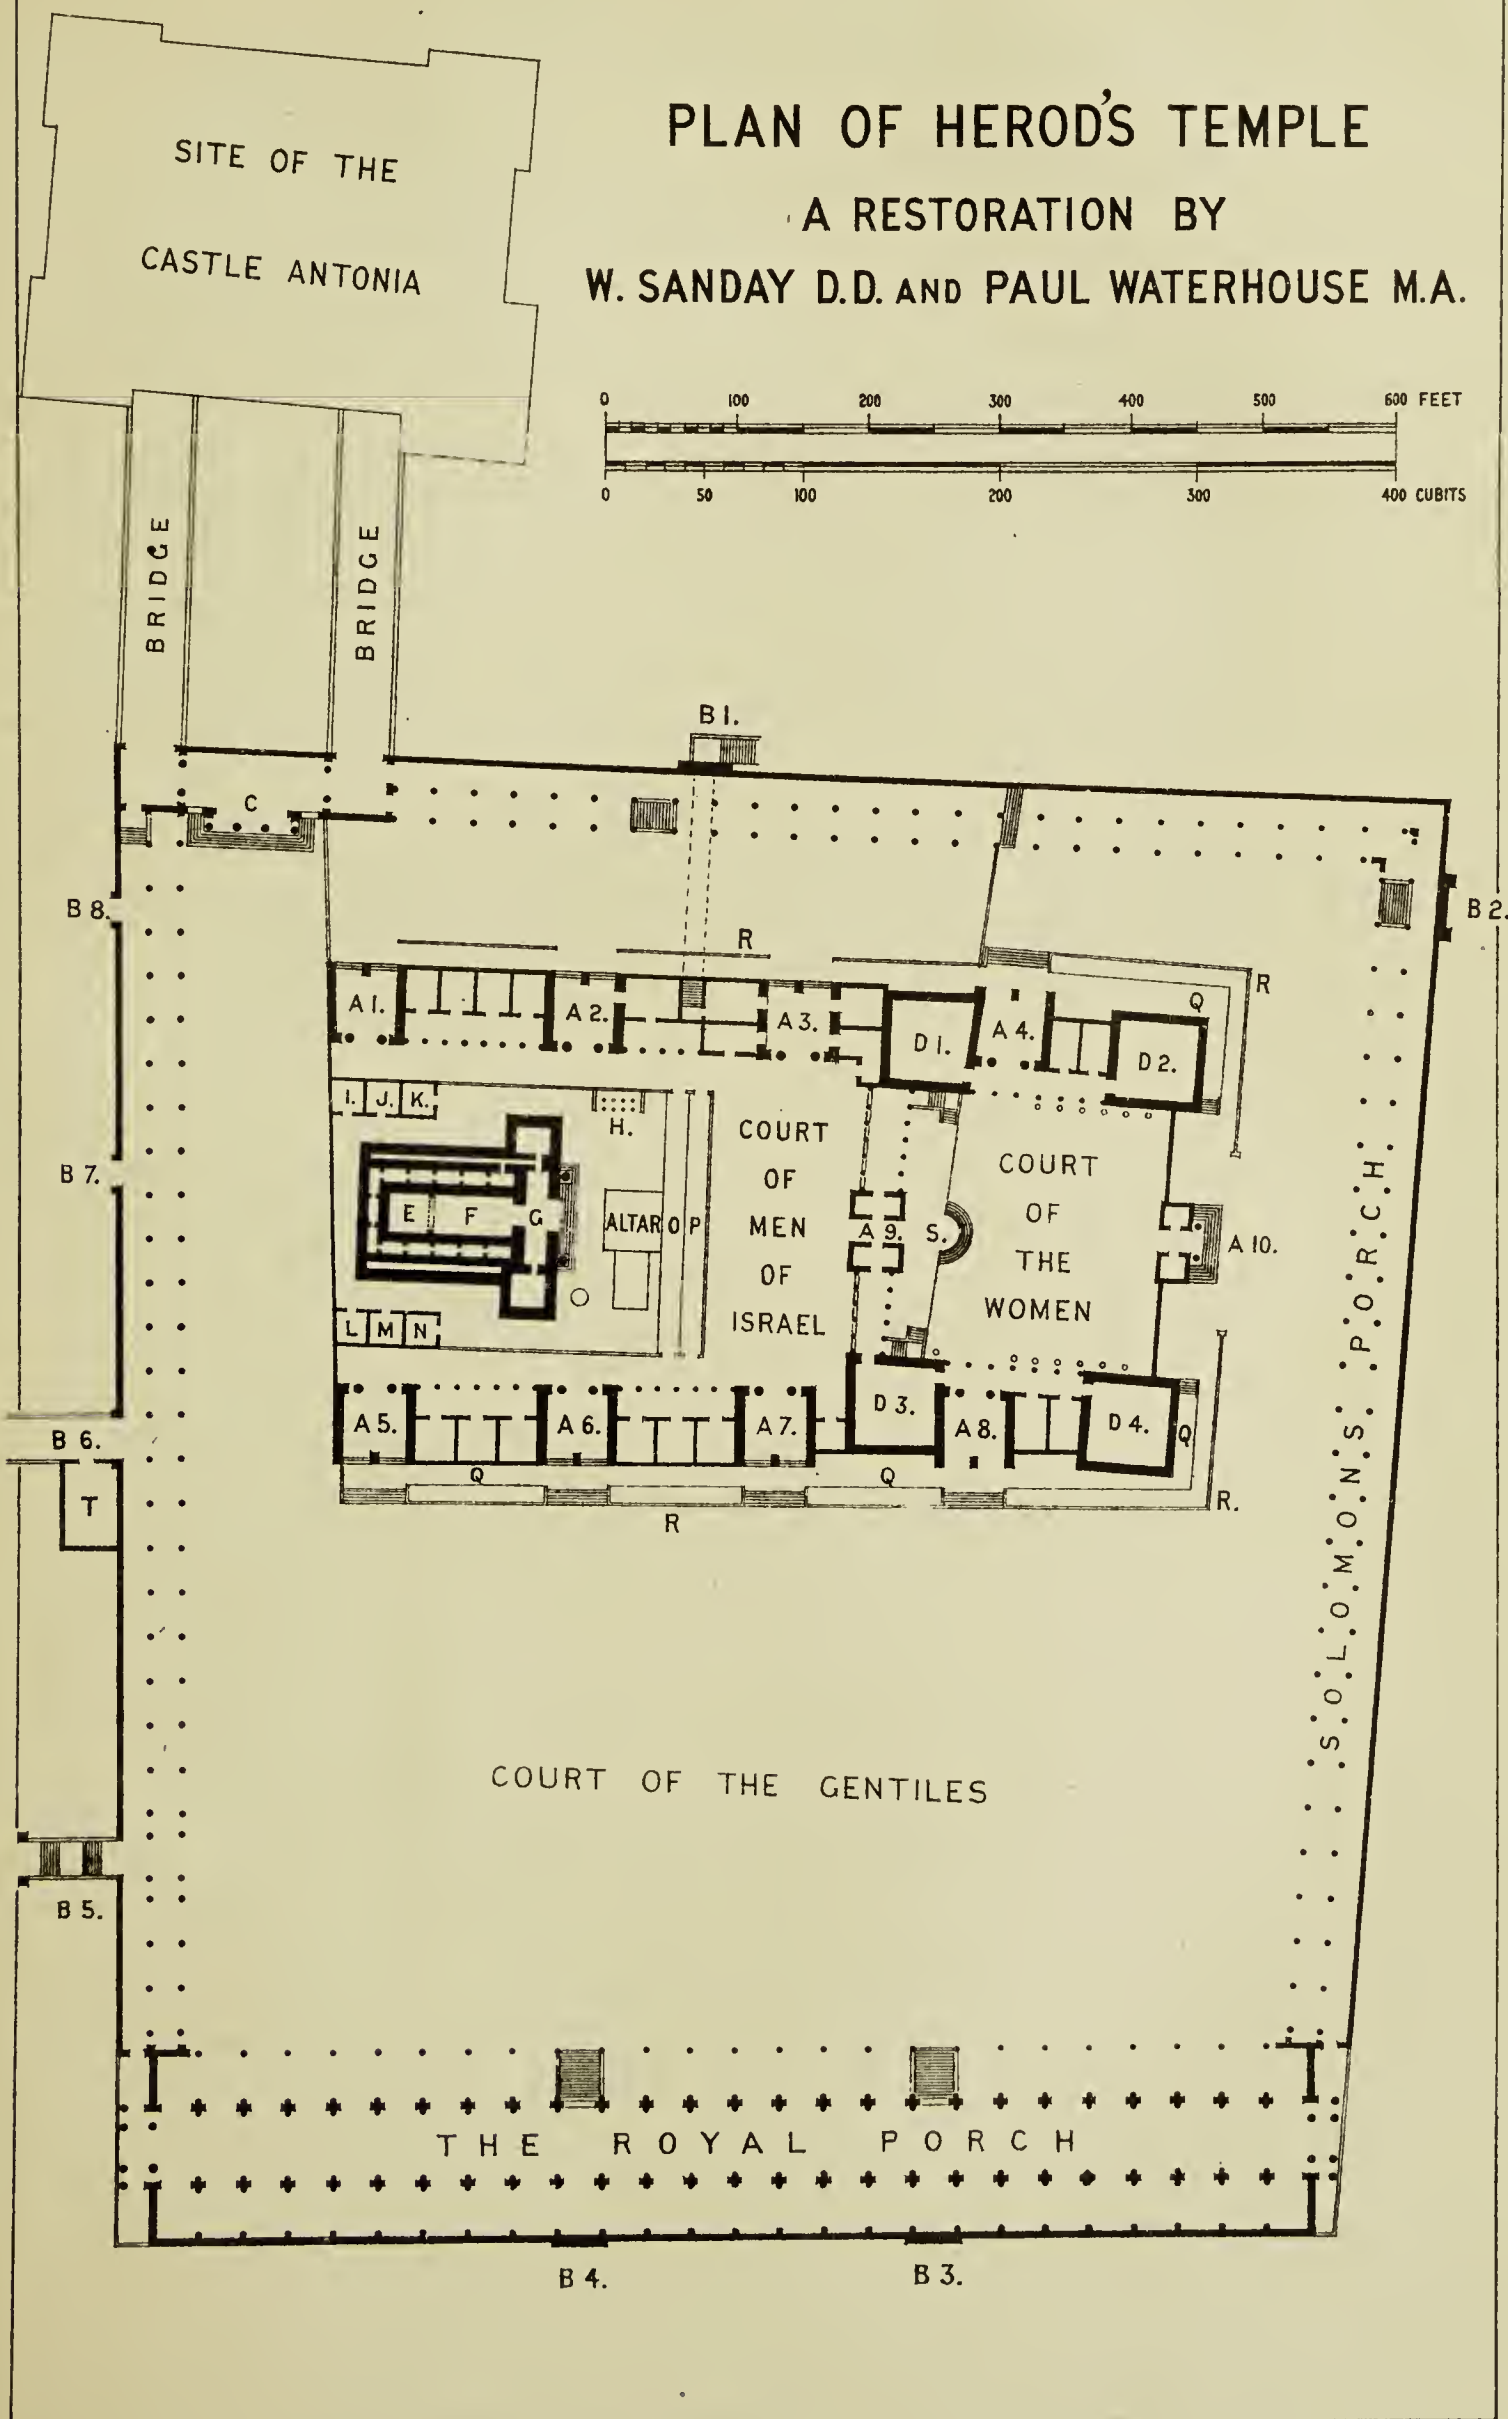 PLAN OF HEROD'S TEMPLE
A RESTORATION BY
W. SANDAY D.D. AND PAUL WATERHOUSE M.A.
SITE OF THE
CASTLE ANTONIA
0 100 200 300 400 500 600 FEET
0 50 100 200 300 400 CUBITS
BRIDGE
BRIDGE
B 1.
C
B 8.
B 2.
R
R
Q
A 1.
A 2.
A 3.
D 1.
A 4.
D 2.
I. J. K.
H.
COURT
OF
MEN
OF
ISRAEL
COURT
OF
THE
WOMEN
B 7.
E F G
ALTAR O P
A 9. S.
A 10.
L M N
SOLOMONS PORCH
A 5.
A 6.
A 7.
D 3.
A 8.
D 4.
Q
Q
Q
R
R.
B 6.
T
COURT OF THE GENTILES
B 5.
THE ROYAL PORCH
B 4.
B 3.